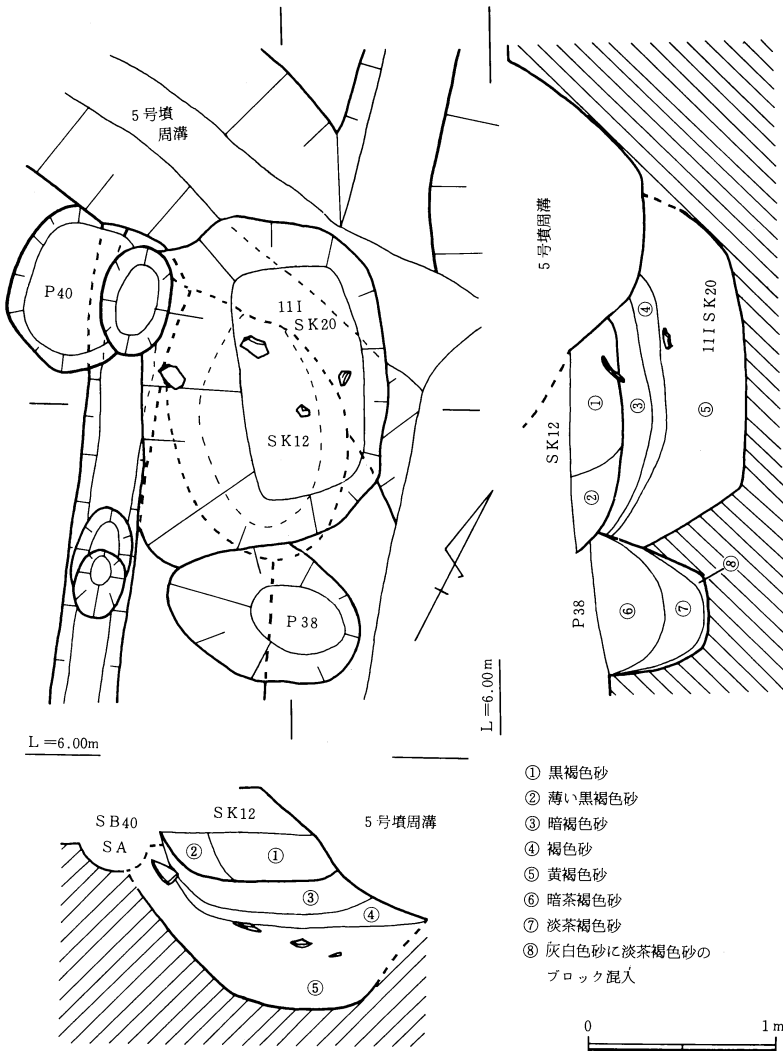 5号墳
周溝
P40
11I
SK20
SK12
P38
L=6.00m
5号墳周溝
④
11I SK20
①
③
⑤
SK12
②
⑧
P38
⑥
⑦
L=6.00m
SK12
5号墳周溝
SB40
SA
②
①
③
④
⑤
① 黒褐色砂
② 薄い黒褐色砂
③ 暗褐色砂
④ 褐色砂
⑤ 黄褐色砂
⑥ 暗茶褐色砂
⑦ 淡茶褐色砂
⑧ 灰白色砂に淡茶褐色砂の
ブロック混入
0 1m